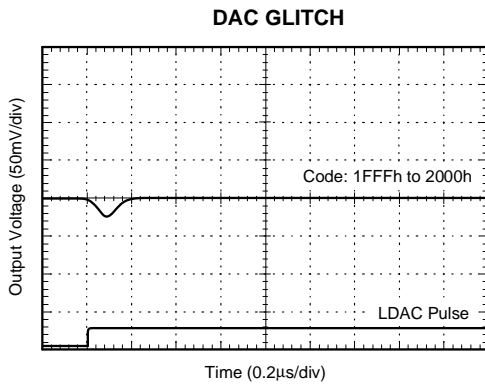 DAC GLITCH
Output Voltage (50mV/div)
Code: 1FFFh to 2000h
LDAC Pulse
Time (0.2µs/div)